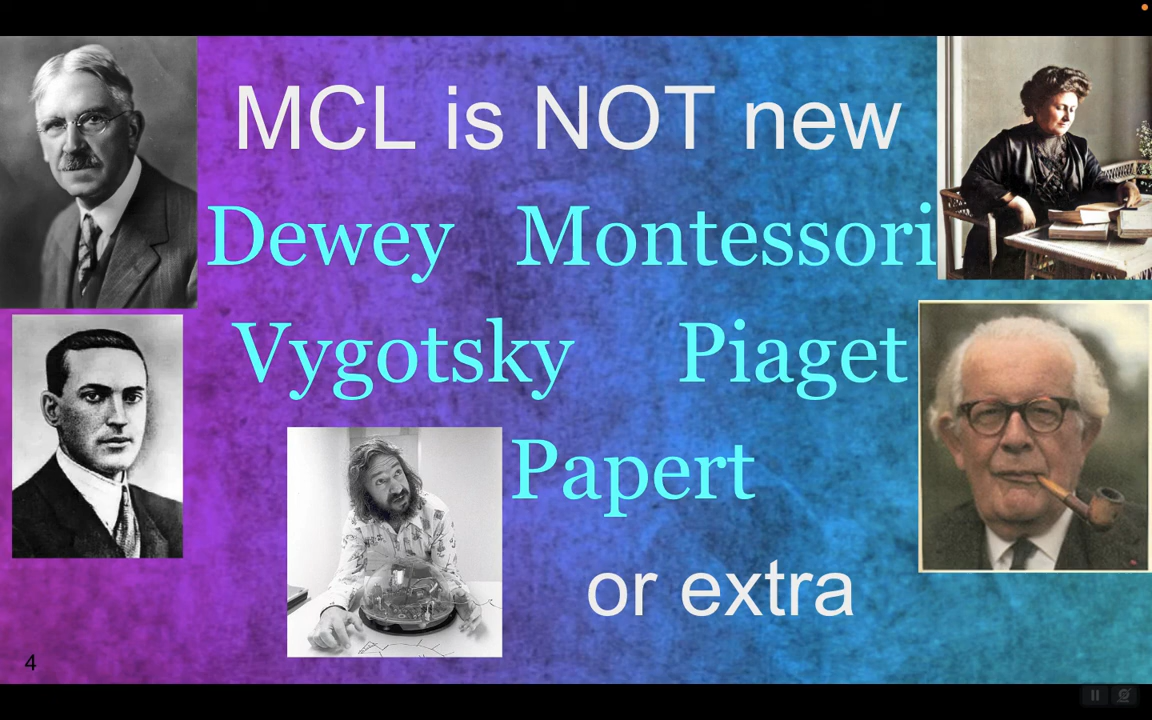 MCL is NOT new
Dewey Montessori
Vygotsky Piaget
Papert
or extra
4